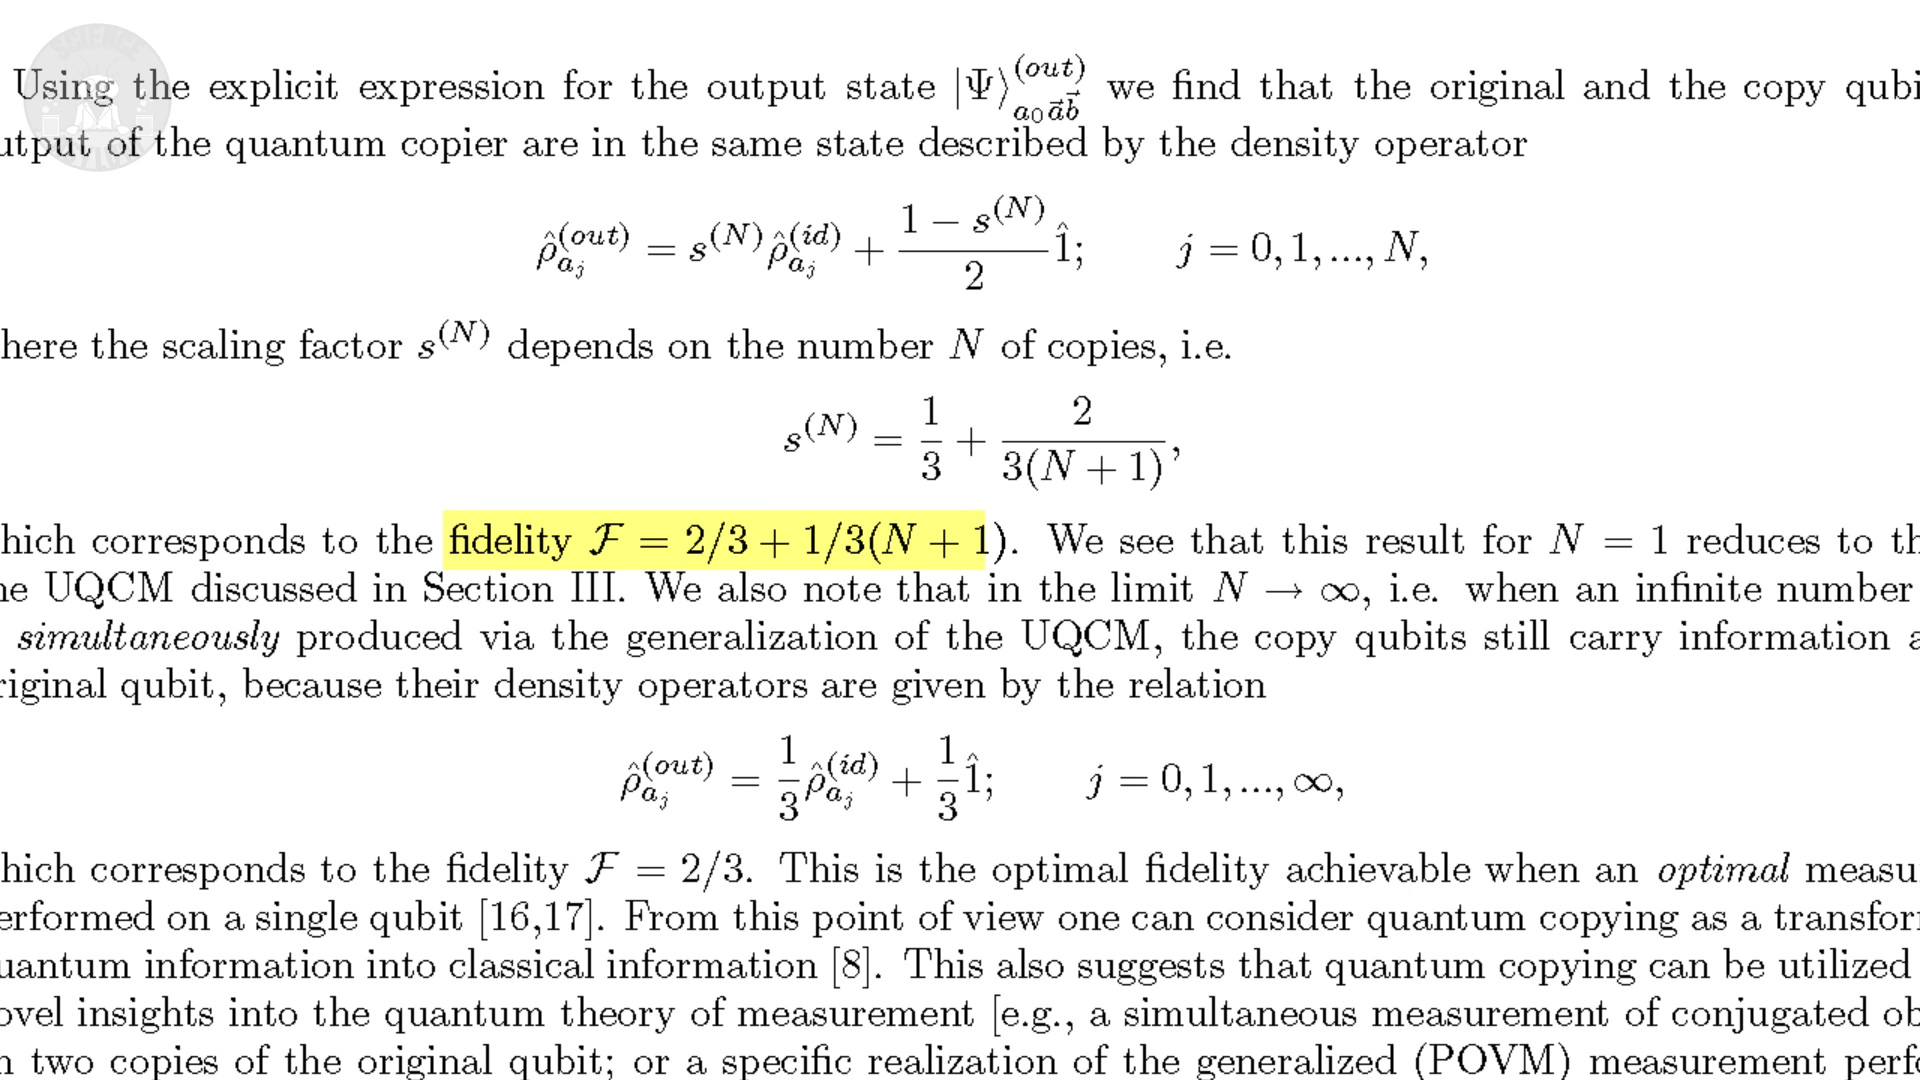 Using the explicit expression for the output state |Ψ⟩^{(out)}_{a_0 \vec{a} \vec{b}} we find that the original and the copy qubi
utput of the quantum copier are in the same state described by the density operator
\hat{ρ}^{(out)}_{a_j} = s^{(N)} \hat{ρ}^{(id)}_{a_j} + \frac{1 − s^{(N)}}{2} \hat{1}; j = 0, 1, ..., N,
here the scaling factor s^{(N)} depends on the number N of copies, i.e.
s^{(N)} = \frac{1}{3} + \frac{2}{3(N + 1)},
hich corresponds to the fidelity ℱ = 2/3 + 1/3(N + 1). We see that this result for N = 1 reduces to th
e UQCM discussed in Section III. We also note that in the limit N → ∞, i.e. when an infinite number
simultaneously produced via the generalization of the UQCM, the copy qubits still carry information a
riginal qubit, because their density operators are given by the relation
\hat{ρ}^{(out)}_{a_j} = \frac{1}{3} \hat{ρ}^{(id)}_{a_j} + \frac{1}{3} \hat{1}; j = 0, 1, ..., ∞,
hich corresponds to the fidelity ℱ = 2/3. This is the optimal fidelity achievable when an optimal measu
erformed on a single qubit [16,17]. From this point of view one can consider quantum copying as a transfor
uantum information into classical information [8]. This also suggests that quantum copying can be utilized
ovel insights into the quantum theory of measurement [e.g., a simultaneous measurement of conjugated ob
n two copies of the original qubit; or a specific realization of the generalized (POVM) measurement perf